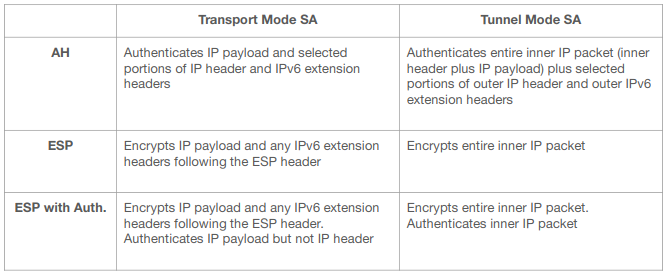 Transport Mode SA Tunnel Mode SA
AH
Authenticates IP payload and selected
portions of IP header and IPv6 extension
headers
Authenticates entire inner IP packet (inner
header plus IP payload) plus selected
portions of outer IP header and outer IPv6
extension headers
ESP
Encrypts IP payload and any IPv6 extension
headers following the ESP header
Encrypts entire inner IP packet
ESP with Auth.
Encrypts IP payload and any IPv6 extension
headers following the ESP header.
Authenticates IP payload but not IP header
Encrypts entire inner IP packet.
Authenticates inner IP packet